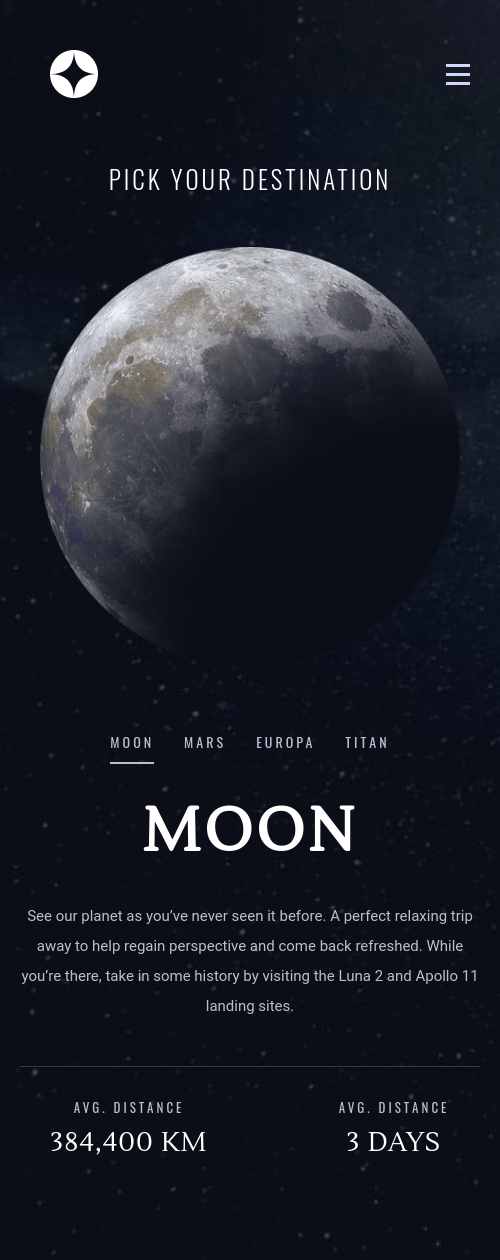 PICK YOUR DESTINATION
MOON MARS EUROPA TITAN
MOON
See our planet as you’ve never seen it before. A perfect relaxing trip
away to help regain perspective and come back refreshed. While
you’re there, take in some history by visiting the Luna 2 and Apollo 11
landing sites.
AVG. DISTANCE AVG. DISTANCE
384,400 KM 3 DAYS